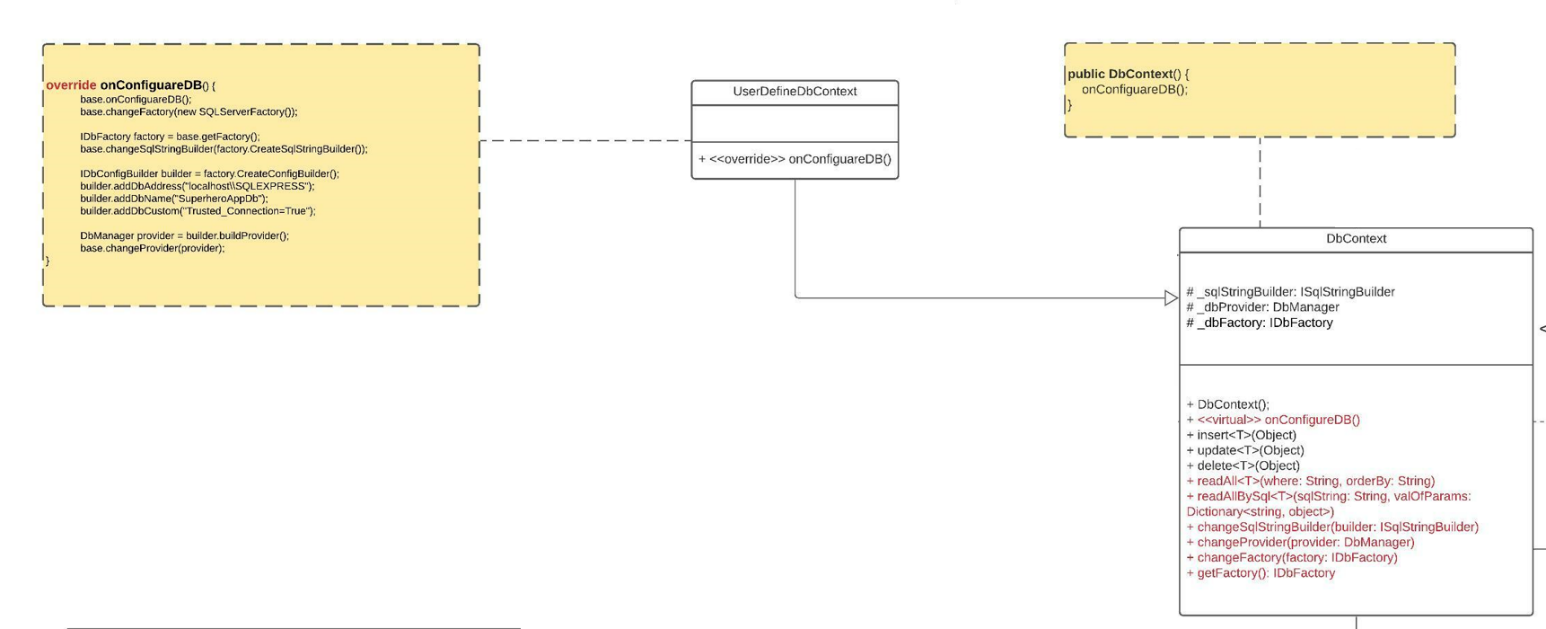 override onConfiguareDB() {
base.onConfiguareDB();
base.changeFactory(new SQLServerFactory());
IDbFactory factory = base.getFactory();
base.changeSqlStringBuilder(factory.CreateSqlStringBuilder());
IDbConfigBuilder builder = factory.CreateConfigBuilder();
builder.addDbAddress("localhost\\SQLEXPRESS");
builder.addDbName("SuperheroAppDb");
builder.addDbCustom("Trusted_Connection=True");
DbManager provider = builder.buildProvider();
base.changeProvider(provider);
}
UserDefineDbContext
+ <<override>> onConfiguareDB()
public DbContext() {
onConfiguareDB();
}
DbContext
# _sqlStringBuilder: ISqlStringBuilder
# _dbProvider: DbManager
# _dbFactory: IDbFactory
+ DbContext();
+ <<virtual>> onConfigureDB()
+ insert<T>(Object)
+ update<T>(Object)
+ delete<T>(Object)
+ readAll<T>(where: String, orderBy: String)
+ readAllBySql<T>(sqlString: String, valOfParams:
Dictionary<string, object>)
+ changeSqlStringBuilder(builder: ISqlStringBuilder)
+ changeProvider(provider: DbManager)
+ changeFactory(factory: IDbFactory)
+ getFactory(): IDbFactory
<